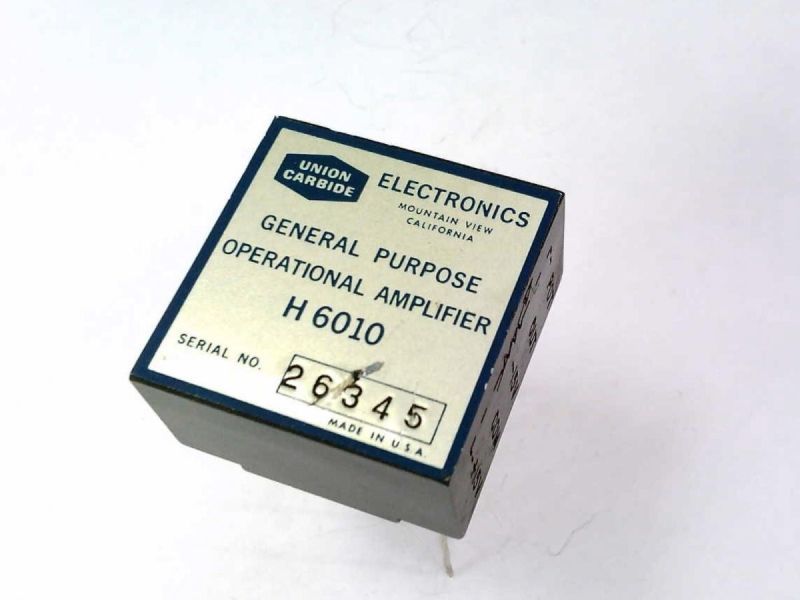 UNION
CARBIDE
ELECTRONICS
MOUNTAIN VIEW
CALIFORNIA
GENERAL PURPOSE
OPERATIONAL AMPLIFIER
H 6010
SERIAL NO. 26345
MADE IN U.S.A.